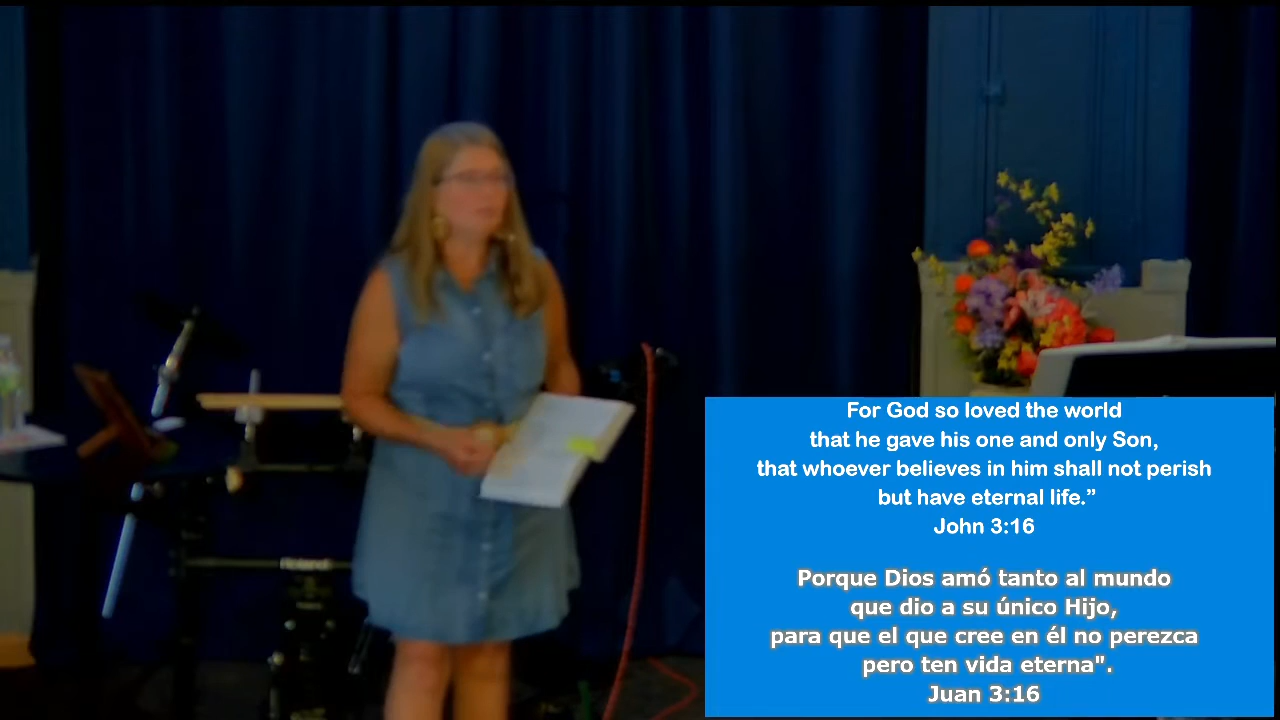 For God so loved the world
that he gave his one and only Son,
that whoever believes in him shall not perish
but have eternal life.”
John 3:16
Porque Dios amó tanto al mundo
que dio a su único Hijo,
para que el que cree en él no perezca
pero ten vida eterna".
Juan 3:16
Roland